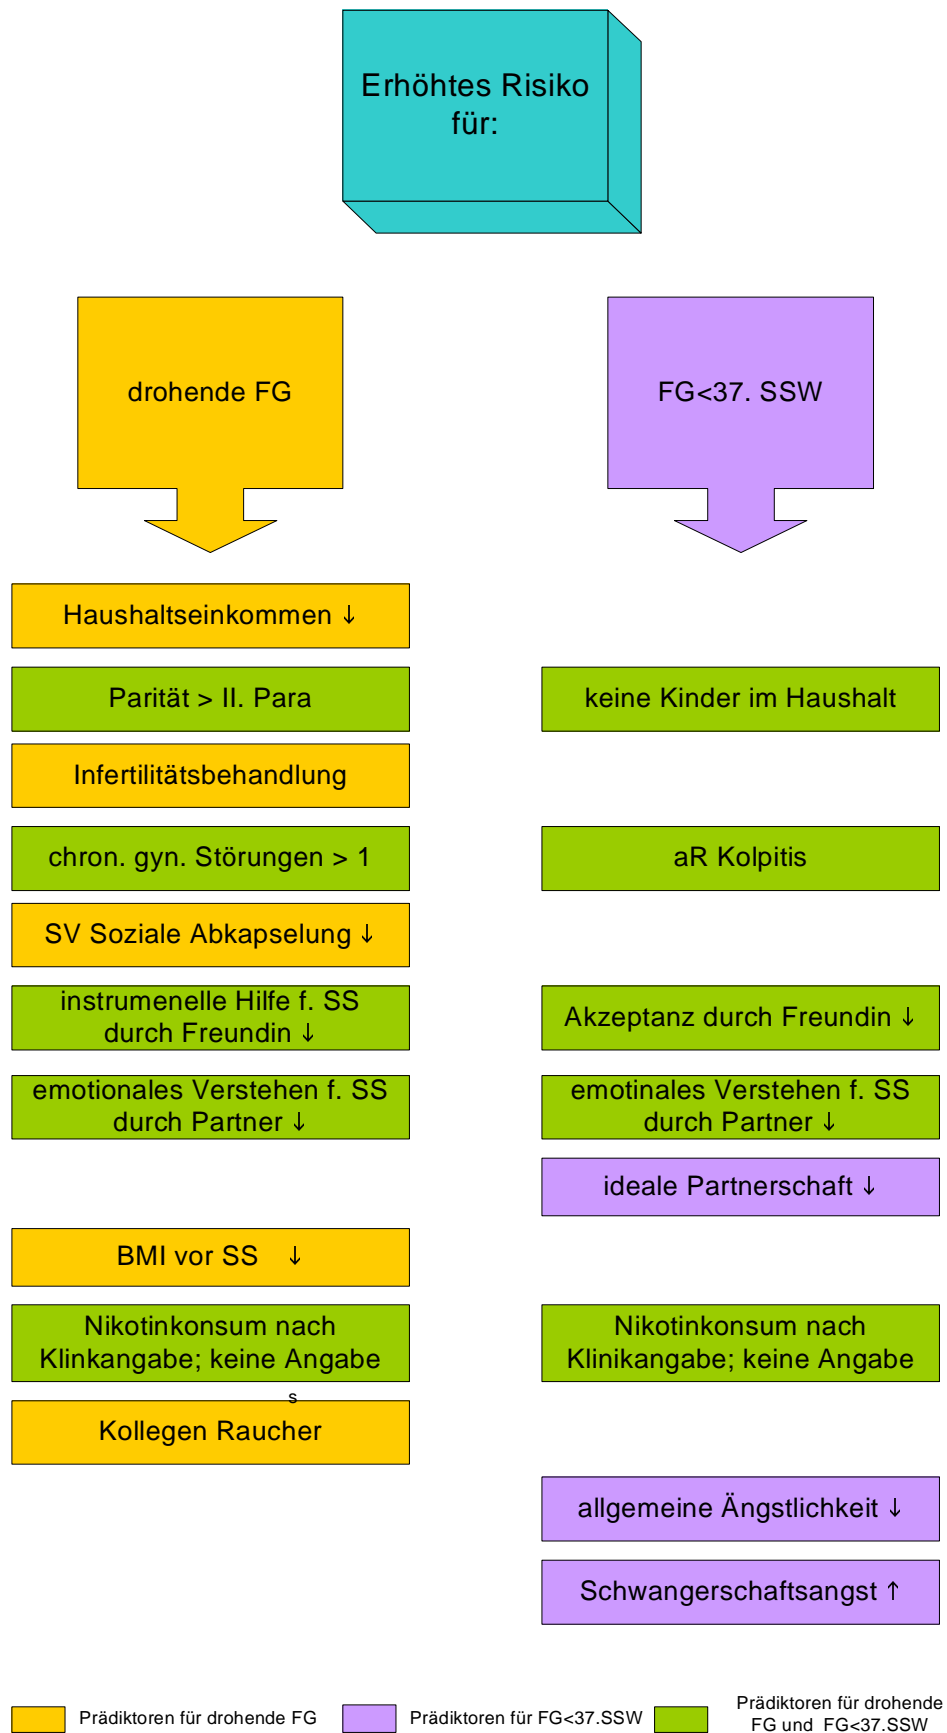 Erhöhtes Risiko
für:
drohende FG
FG<37. SSW
Haushaltseinkommen ↓
Parität > II. Para
keine Kinder im Haushalt
Infertilitätsbehandlung
chron. gyn. Störungen > 1
aR Kolpitis
SV Soziale Abkapselung ↓
instrumenelle Hilfe f. SS
durch Freundin ↓
Akzeptanz durch Freundin ↓
emotionales Verstehen f. SS
durch Partner ↓
emotinales Verstehen f. SS
durch Partner ↓
ideale Partnerschaft ↓
BMI vor SS ↓
Nikotinkonsum nach
Klinkangabe; keine Angabe
Nikotinkonsum nach
Klinikangabe; keine Angabe
s
Kollegen Raucher
allgemeine Ängstlichkeit ↓
Schwangerschaftsangst ↑
Prädiktoren für drohende FG
Prädiktoren für FG<37.SSW
Prädiktoren für drohende
FG und FG<37.SSW